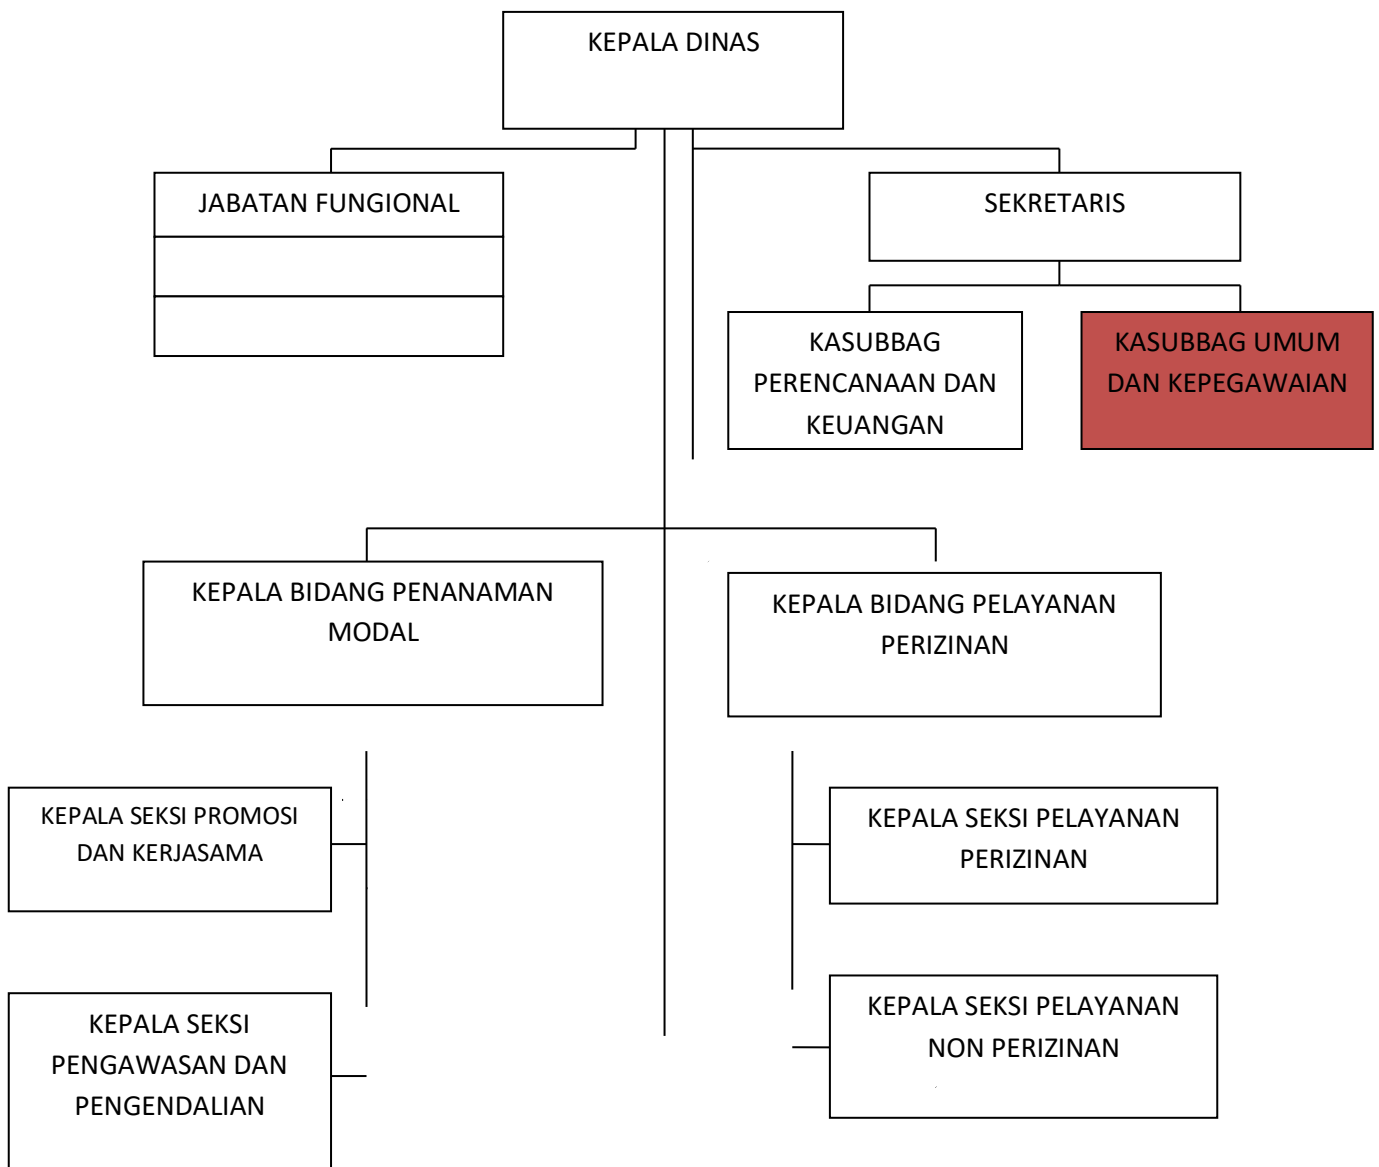 KEPALA DINAS
JABATAN FUNGIONAL
SEKRETARIS
KASUBBAG
PERENCANAAN DAN
KEUANGAN
KASUBBAG UMUM
DAN KEPEGAWAIAN
KEPALA BIDANG PENANAMAN
MODAL
KEPALA BIDANG PELAYANAN
PERIZINAN
KEPALA SEKSI PROMOSI
DAN KERJASAMA
KEPALA SEKSI PELAYANAN
PERIZINAN
KEPALA SEKSI
PENGAWASAN DAN
PENGENDALIAN
KEPALA SEKSI PELAYANAN
NON PERIZINAN